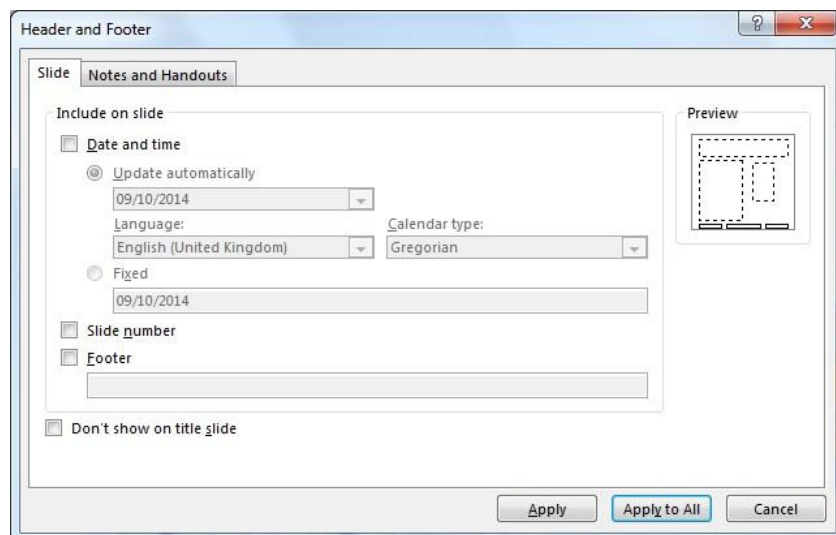 Header and Footer
Slide
Notes and Handouts
Include on slide
Preview
Date and time
Update automatically
09/10/2014
Language:
Calendar type:
English (United Kingdom)
Gregorian
Fixed
09/10/2014
Slide number
Footer
Don't show on title slide
Apply
Apply to All
Cancel